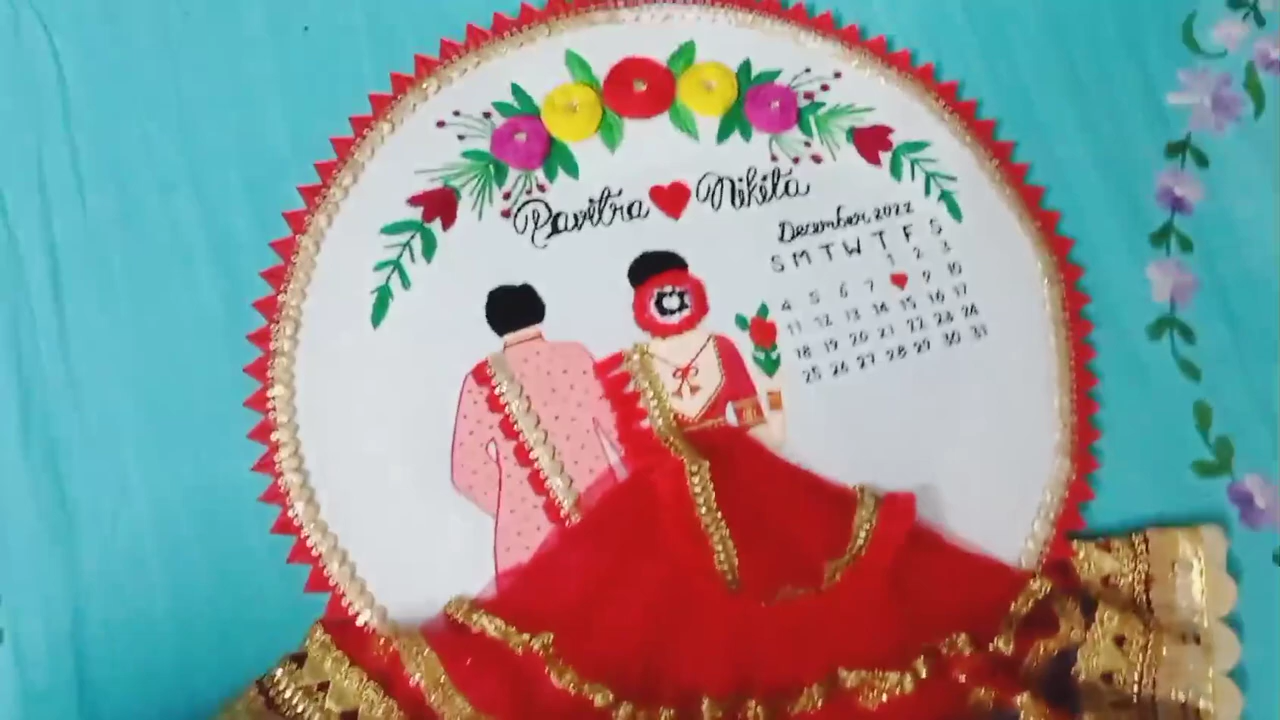 Pavitra Nikita
December 2022
S M T W T F S
1 2 3
4 5 6 7 9 10
11 12 13 14 15 16 17
18 19 20 21 22 23 24
25 26 27 28 29 30 31